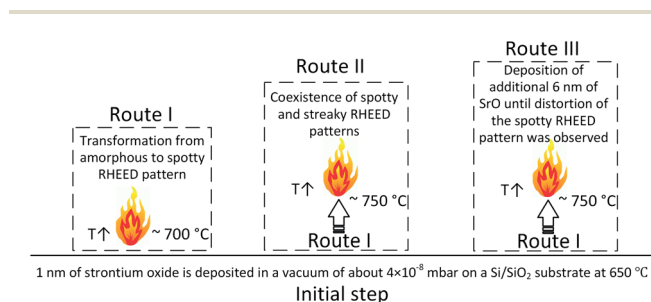 Route I
Transformation from
amorphous to spotty
RHEED pattern
T↑
~ 700 °C
Route II
Coexistence of spotty
and streaky RHEED
patterns
T↑
~ 750 °C
Route I
Route III
Deposition of
additional 6 nm of
SrO until distortion of
the spotty RHEED
pattern was observed
T↑
~ 750 °C
Route I
1 nm of strontium oxide is deposited in a vacuum of about 4×10⁻⁸ mbar on a Si/SiO₂ substrate at 650 °C
Initial step